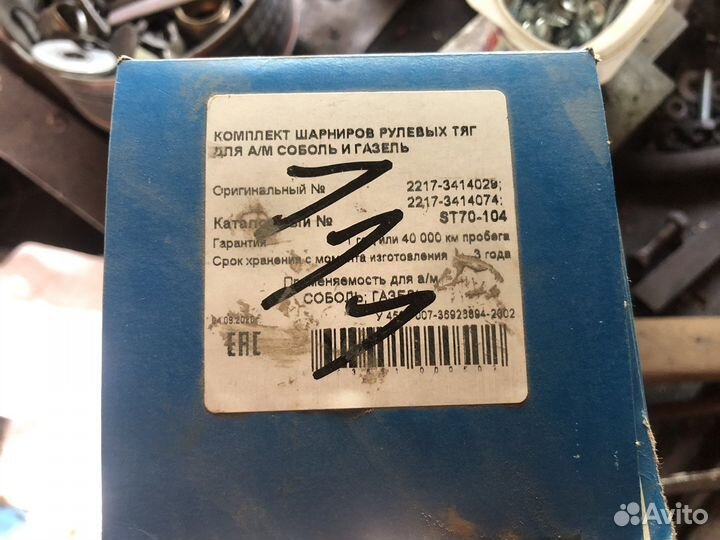 КОМПЛЕКТ ШАРНИРОВ РУЛЕВЫХ ТЯГ
ДЛЯ А/М СОБОЛЬ И ГАЗЕЛЬ
Оригинальный № 2217-3414029;
2217-3414074;
№ ST70-104
Гарантия 1 год или 40 000 км пробега
Срок хранения с момента изготовления 3 года
Применяемость для а/м
СОБОЛЬ; ГАЗЕЛЬ
EAC
Avito